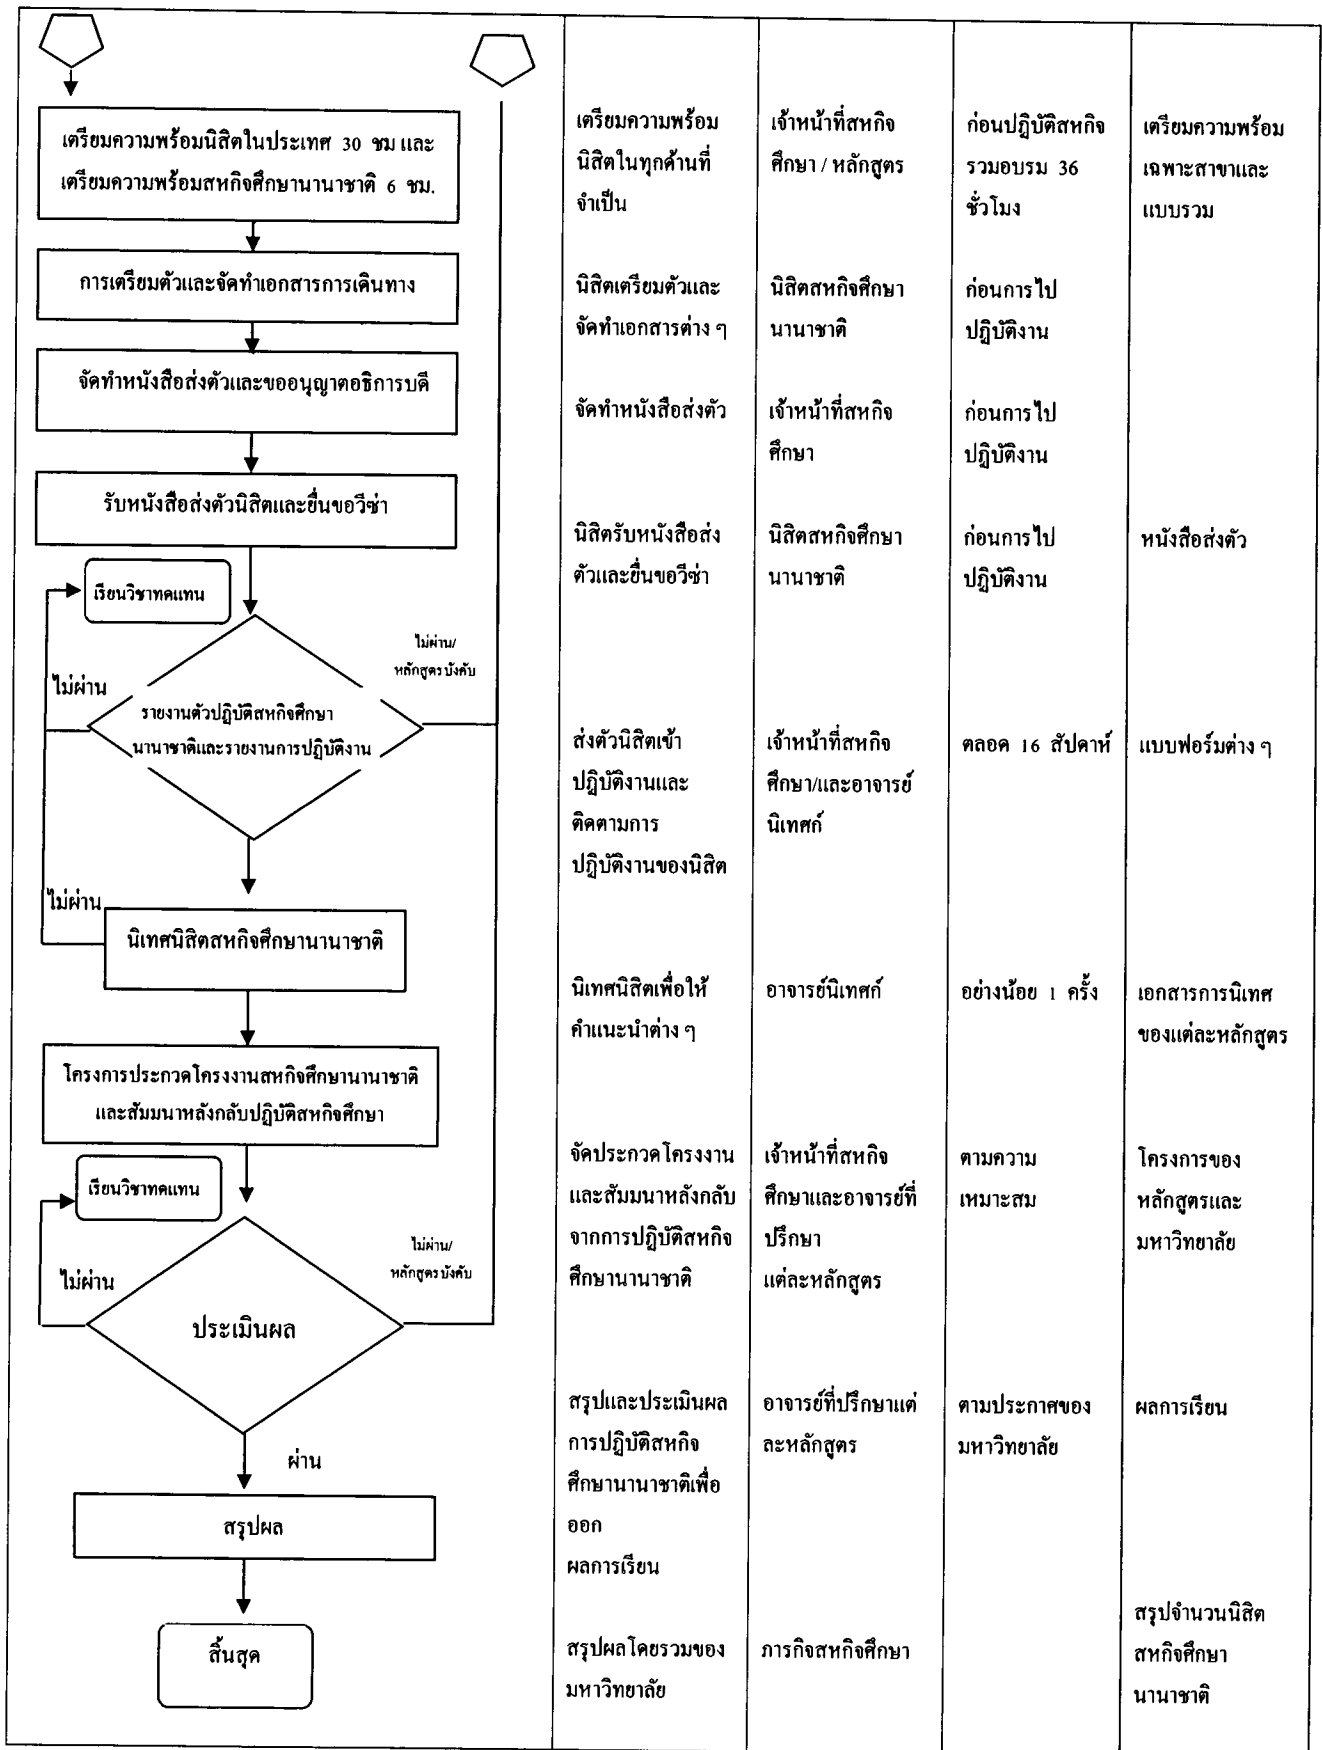 เตรียมความพร้อมนิสิตในประเทศ 30 ชม และ
เตรียมความพร้อมสหกิจศึกษานานาชาติ 6 ชม.
เตรียมความพร้อม
นิสิตในทุกด้านที่
จำเป็น
เจ้าหน้าที่สหกิจ
ศึกษา / หลักสูตร
ก่อนปฏิบัติสหกิจ
รวมอบรม 36
ชั่วโมง
เตรียมความพร้อม
เฉพาะสาขาและ
แบบรวม
การเตรียมตัวและจัดทำเอกสารการเดินทาง
นิสิตเตรียมตัวและ
จัดทำเอกสารต่าง ๆ
นิสิตสหกิจศึกษา
นานาชาติ
ก่อนการไป
ปฏิบัติงาน
จัดทำหนังสือส่งตัวและขออนุญาตอธิการบดี
จัดทำหนังสือส่งตัว
เจ้าหน้าที่สหกิจ
ศึกษา
ก่อนการไป
ปฏิบัติงาน
รับหนังสือส่งตัวนิสิตและยื่นขอวีซ่า
นิสิตรับหนังสือส่ง
ตัวและยื่นขอวีซ่า
นิสิตสหกิจศึกษา
นานาชาติ
ก่อนการไป
ปฏิบัติงาน
หนังสือส่งตัว
เรียนวิชาทดแทน
ไม่ผ่าน/
หลักสูตรบังคับ
ไม่ผ่าน
รายงานตัวปฏิบัติสหกิจศึกษา
นานาชาติและรายงานการปฏิบัติงาน
ส่งตัวนิสิตเข้า
ปฏิบัติงานและ
ติดตามการ
ปฏิบัติงานของนิสิต
เจ้าหน้าที่สหกิจ
ศึกษา/และอาจารย์
นิเทศก์
ตลอด 16 สัปดาห์
แบบฟอร์มต่าง ๆ
ไม่ผ่าน
นิเทศนิสิตสหกิจศึกษานานาชาติ
นิเทศนิสิตเพื่อให้
คำแนะนำต่าง ๆ
อาจารย์นิเทศก์
อย่างน้อย 1 ครั้ง
เอกสารการนิเทศ
ของแต่ละหลักสูตร
โครงการประกวดโครงงานสหกิจศึกษานานาชาติ
และสัมมนาหลังกลับปฏิบัติสหกิจศึกษา
จัดประกวดโครงงาน
และสัมมนาหลังกลับ
จากการปฏิบัติสหกิจ
ศึกษานานาชาติ
เจ้าหน้าที่สหกิจ
ศึกษาและอาจารย์ที่
ปรึกษา
แต่ละหลักสูตร
ตามความ
เหมาะสม
โครงการของ
หลักสูตรและ
มหาวิทยาลัย
เรียนวิชาทดแทน
ไม่ผ่าน/
หลักสูตรบังคับ
ไม่ผ่าน
ประเมินผล
สรุปและประเมินผล
การปฏิบัติสหกิจ
ศึกษานานาชาติเพื่อ
ออก
ผลการเรียน
อาจารย์ที่ปรึกษาแต่
ละหลักสูตร
ตามประกาศของ
มหาวิทยาลัย
ผลการเรียน
ผ่าน
สรุปผล
สิ้นสุด
สรุปผลโดยรวมของ
มหาวิทยาลัย
ภารกิจสหกิจศึกษา
สรุปจำนวนนิสิต
สหกิจศึกษา
นานาชาติ